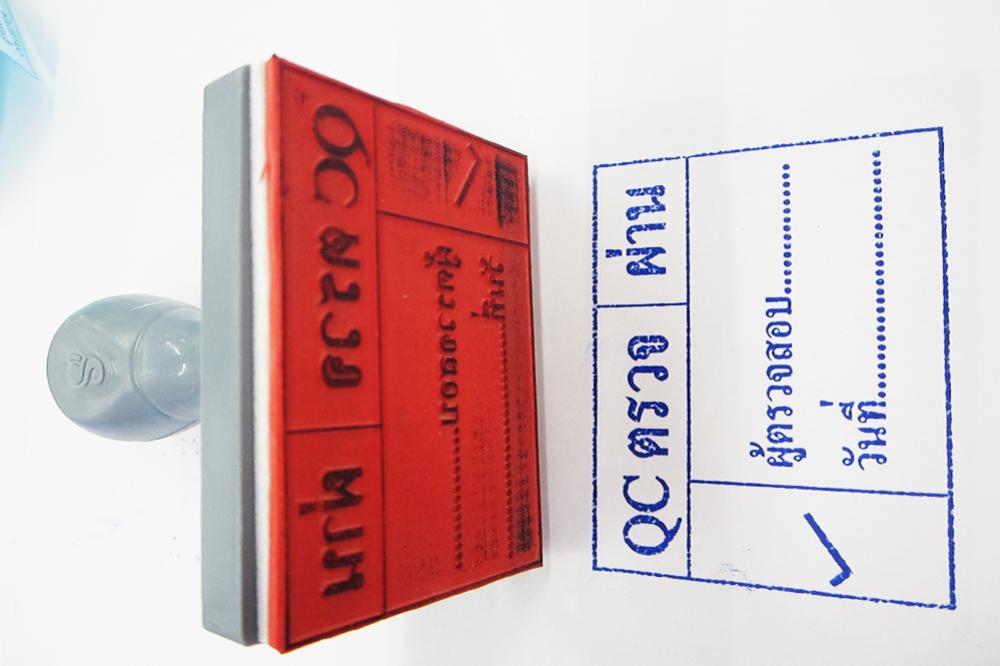 QC ตรวจ ผ่าน
✓ ผู้ตรวจสอบ....................
วันที่..............................